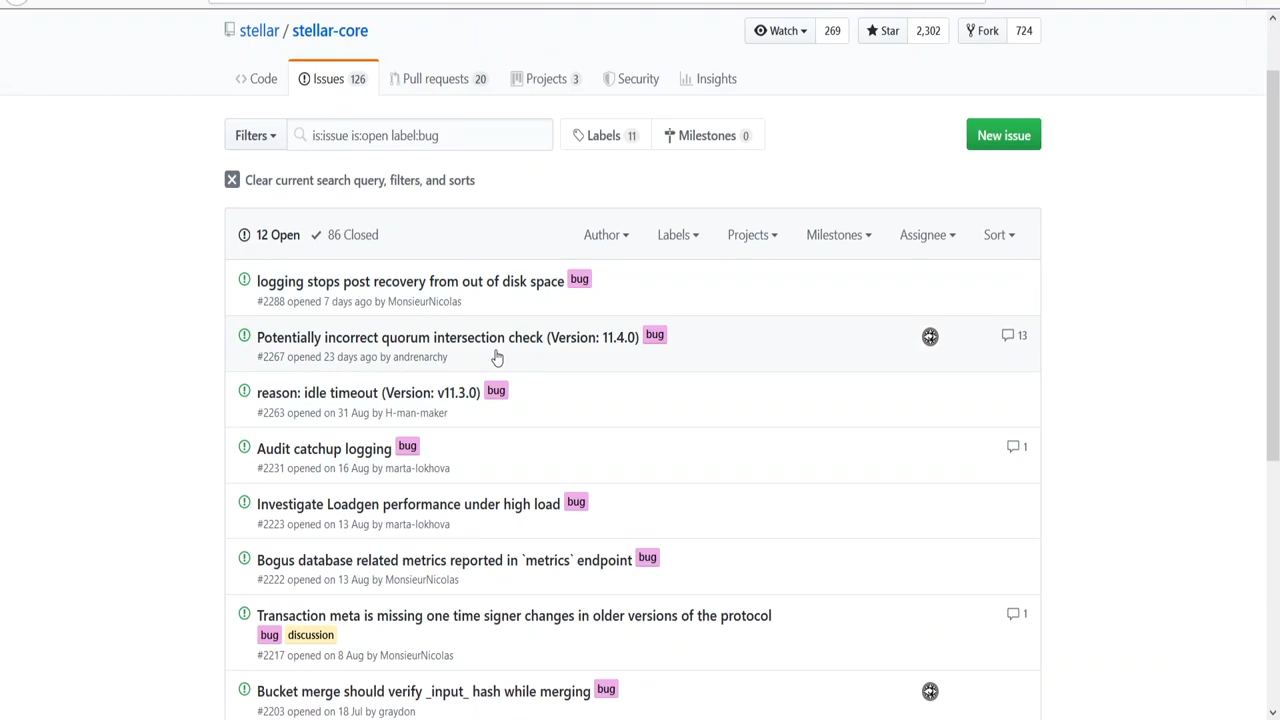 stellar / stellar-core
Watch 269 Star 2,302 Fork 724
Code Issues 126 Pull requests 20 Projects 3 Security Insights
Filters is:issue is:open label:bug Labels 11 Milestones 0 New issue
Clear current search query, filters, and sorts
12 Open 86 Closed Author Labels Projects Milestones Assignee Sort
logging stops post recovery from out of disk space bug
#2288 opened 7 days ago by MonsieurNicolas
Potentially incorrect quorum intersection check (Version: 11.4.0) bug 13
#2267 opened 23 days ago by andrenarchy
reason: idle timeout (Version: v11.3.0) bug
#2263 opened on 31 Aug by H-man-maker
Audit catchup logging bug 1
#2231 opened on 16 Aug by marta-lokhova
Investigate Loadgen performance under high load bug
#2223 opened on 13 Aug by marta-lokhova
Bogus database related metrics reported in `metrics` endpoint bug
#2222 opened on 13 Aug by MonsieurNicolas
Transaction meta is missing one time signer changes in older versions of the protocol 1
bug discussion
#2217 opened on 8 Aug by MonsieurNicolas
Bucket merge should verify _input_ hash while merging bug
#2203 opened on 18 Jul by graydon